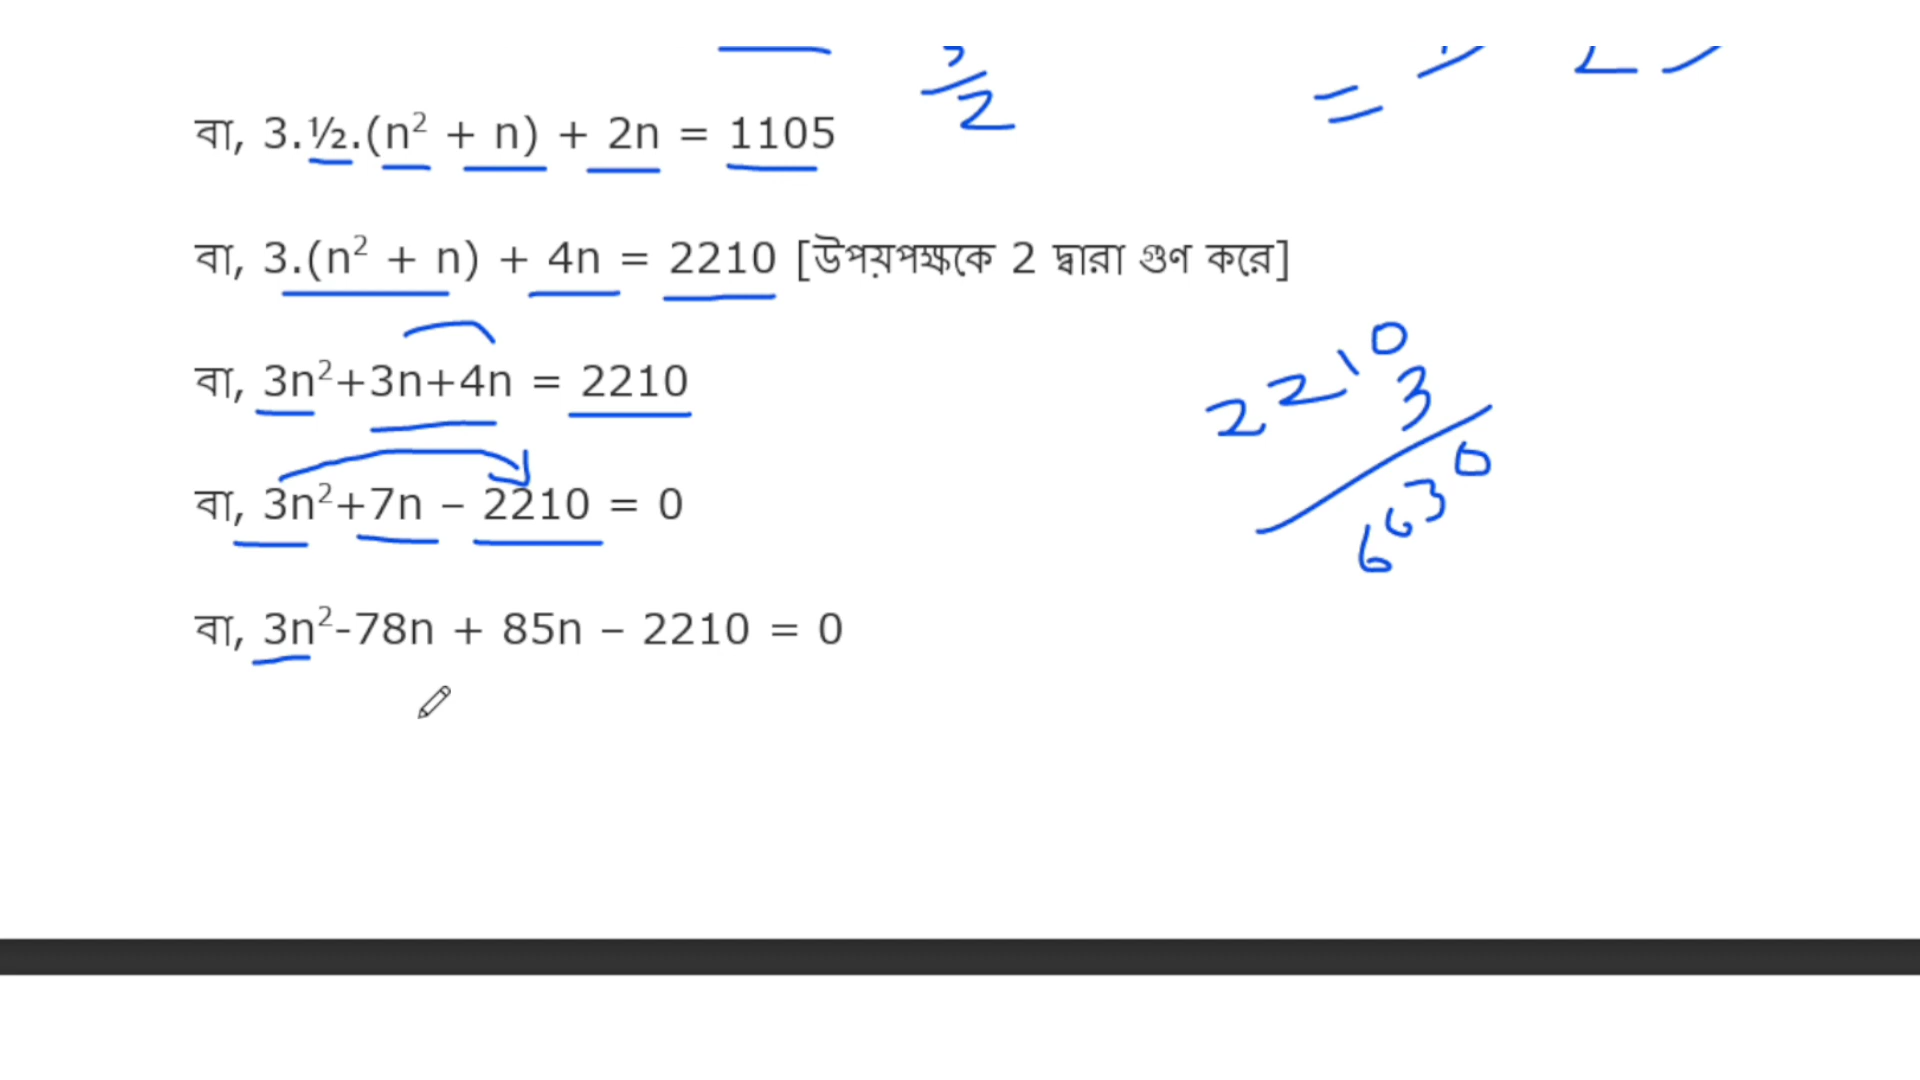 বা, 3.½.(n² + n) + 2n = 1105
2
=
বা, 3.(n² + n) + 4n = 2210 [উপয়পক্ষকে 2 দ্বারা গুণ করে]
বা, 3n²+3n+4n = 2210
2210
3
6630
বা, 3n²+7n – 2210 = 0
বা, 3n²-78n + 85n – 2210 = 0